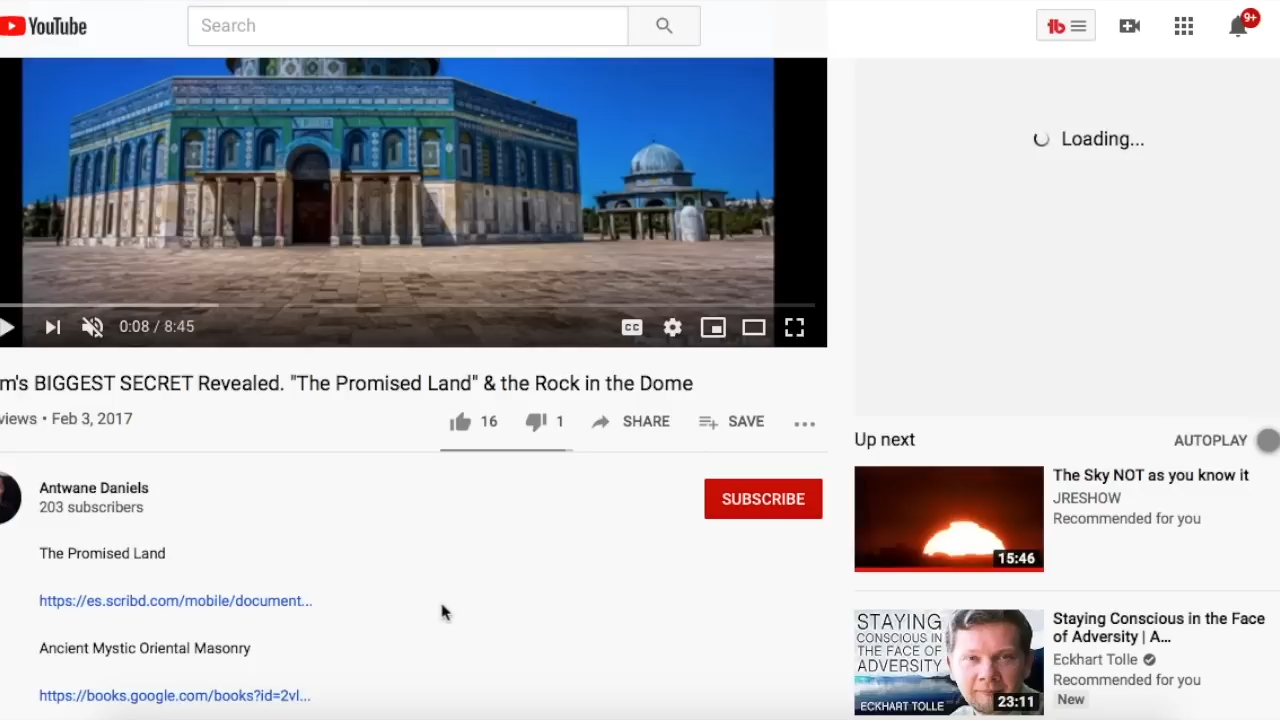 YouTube
Search
9+
Loading...
CC
0:08 / 8:45
m's BIGGEST SECRET Revealed. "The Promised Land" & the Rock in the Dome
views • Feb 3, 2017
16
1
SHARE
SAVE
Antwane Daniels
203 subscribers
SUBSCRIBE
The Promised Land
https://es.scribd.com/mobile/document...
Ancient Mystic Oriental Masonry
https://books.google.com/books?id=2vl...
Up next
AUTOPLAY
15:46
The Sky NOT as you know it
JRESHOW
Recommended for you
STAYING
CONSCIOUS IN
THE FACE OF
ADVERSITY
ECKHART TOLLE
23:11
Staying Conscious in the Face
of Adversity | A...
Eckhart Tolle
Recommended for you
New